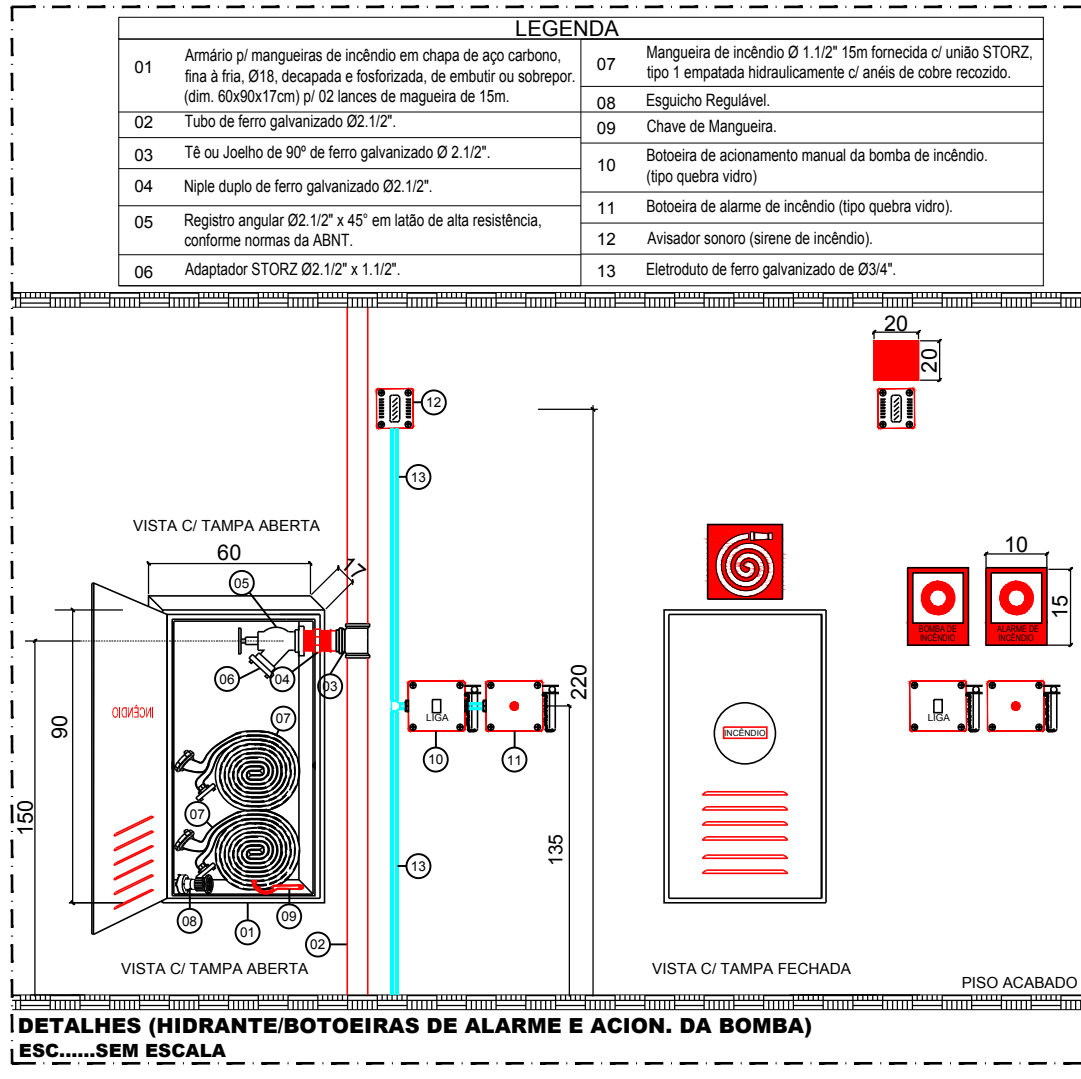 LEGENDA
01
Armário p/ mangueiras de incêndio em chapa de aço carbono,
fina à fria, Ø18, decapada e fosforizada, de embutir ou sobrepor.
(dim. 60x90x17cm) p/ 02 lances de magueira de 15m.
02
Tubo de ferro galvanizado Ø2.1/2".
03
Tê ou Joelho de 90º de ferro galvanizado Ø 2.1/2".
04
Niple duplo de ferro galvanizado Ø2.1/2".
05
Registro angular Ø2.1/2" x 45° em latão de alta resistência,
conforme normas da ABNT.
06
Adaptador STORZ Ø2.1/2" x 1.1/2".
07
Mangueira de incêndio Ø 1.1/2" 15m fornecida c/ união STORZ,
tipo 1 empatada hidraulicamente c/ anéis de cobre recozido.
08
Esguicho Regulável.
09
Chave de Mangueira.
10
Botoeira de acionamento manual da bomba de incêndio.
(tipo quebra vidro)
11
Botoeira de alarme de incêndio (tipo quebra vidro).
12
Avisador sonoro (sirene de incêndio).
13
Eletroduto de ferro galvanizado de Ø3/4".
20
20
12
13
VISTA C/ TAMPA ABERTA
60
17
05
10
15
BOMBA DE
INCÊNDIO
ALARME DE
INCÊNDIO
06
04
03
220
90
INCÊNDIO
07
LIGA
LIGA
INCÊNDIO
10
11
150
07
135
13
08
01
09
02
VISTA C/ TAMPA ABERTA
VISTA C/ TAMPA FECHADA
PISO ACABADO
DETALHES (HIDRANTE/BOTOEIRAS DE ALARME E ACION. DA BOMBA)
ESC......SEM ESCALA